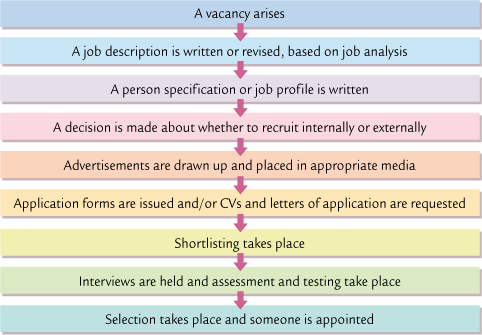 A vacancy arises
A job description is written or revised, based on job analysis
A person specification or job profile is written
A decision is made about whether to recruit internally or externally
Advertisements are drawn up and placed in appropriate media
Application forms are issued and/or CVs and letters of application are requested
Shortlisting takes place
Interviews are held and assessment and testing take place
Selection takes place and someone is appointed